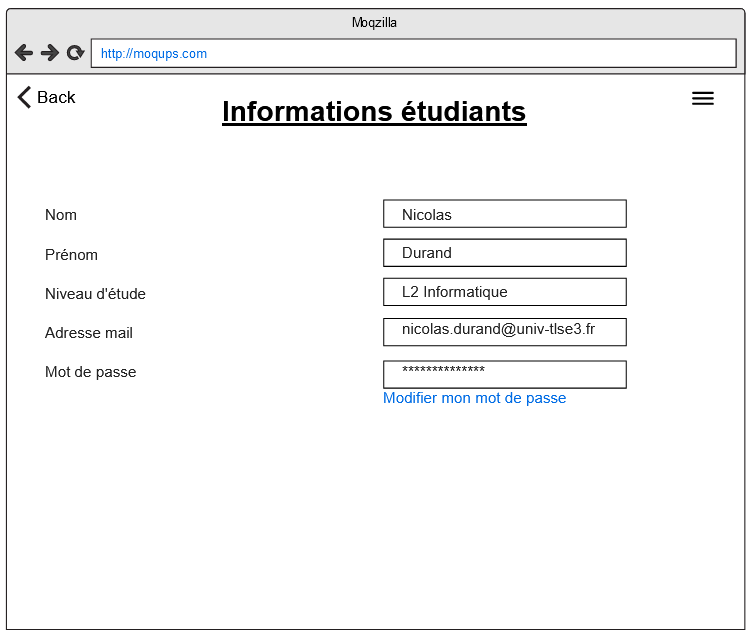 Moqzilla
http://moqups.com
Back
Informations étudiants
Nom Nicolas
Prénom Durand
Niveau d'étude L2 Informatique
Adresse mail nicolas.durand@univ-tlse3.fr
Mot de passe **************
Modifier mon mot de passe